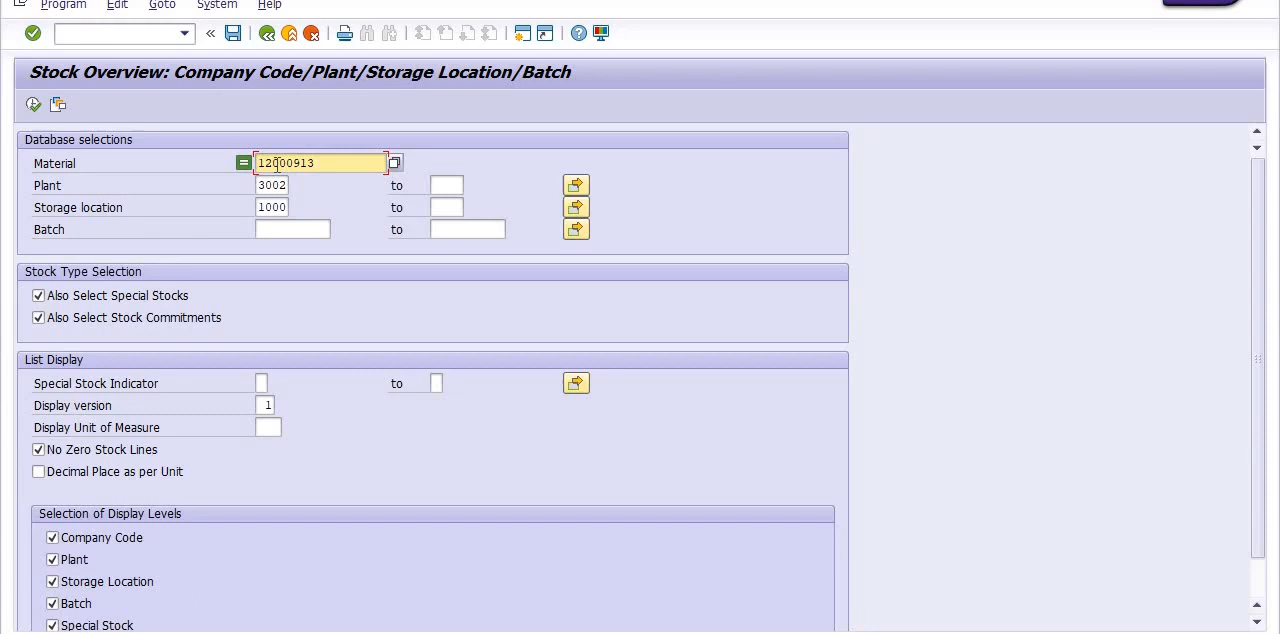 Program Edit Goto System Help
Stock Overview: Company Code/Plant/Storage Location/Batch
Database selections
Material 12000913
Plant 3002 to
Storage location 1000 to
Batch to
Stock Type Selection
Also Select Special Stocks
Also Select Stock Commitments
List Display
Special Stock Indicator to
Display version 1
Display Unit of Measure
No Zero Stock Lines
Decimal Place as per Unit
Selection of Display Levels
Company Code
Plant
Storage Location
Batch
Special Stock